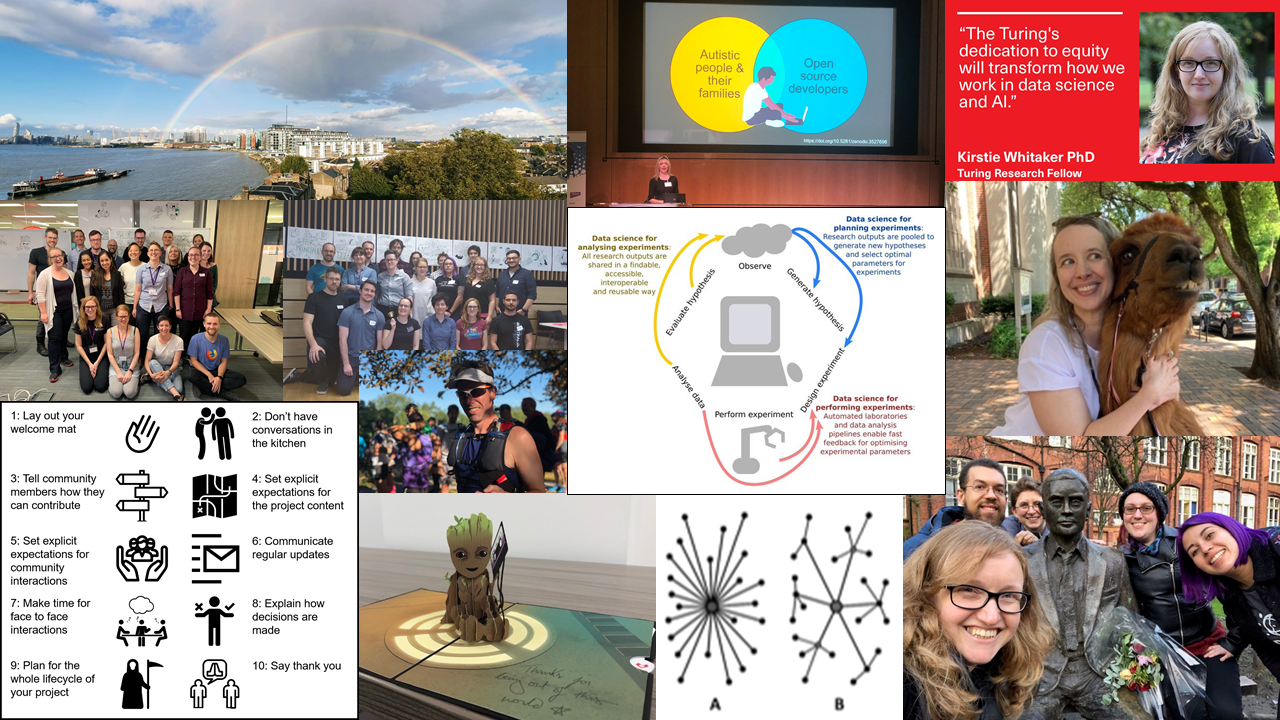 Autistic
people &
their
families
Open
source
developers
https://doi.org/10.5281/zenodo.3527698
“The Turing’s
dedication to equity
will transform how we
work in data science
and AI.”
Kirstie Whitaker PhD
Turing Research Fellow
Data science for
analysing experiments:
All research outputs are
shared in a findable,
accessible,
interoperable
and reusable way
Data science for
planning experiments:
Research outputs are pooled to
generate new hypotheses
and select optimal
parameters for
experiments
Observe
Evaluate hypothesis
Generate hypothesis
Analyse data
Design experiment
Perform experiment
Data science for
performing experiments:
Automated laboratories
and data analysis
pipelines enable fast
feedback for optimising
experimental parameters
1: Lay out your
welcome mat
2: Don’t have
conversations in
the kitchen
3: Tell community
members how they
can contribute
4: Set explicit
expectations for
the project content
5: Set explicit
expectations for
community
interactions
6: Communicate
regular updates
7: Make time for
face to face
interactions
8: Explain how
decisions are
made
9: Plan for the
whole lifecycle of
your project
10: Say thank you
Thanks for
being out of this
world
A
B